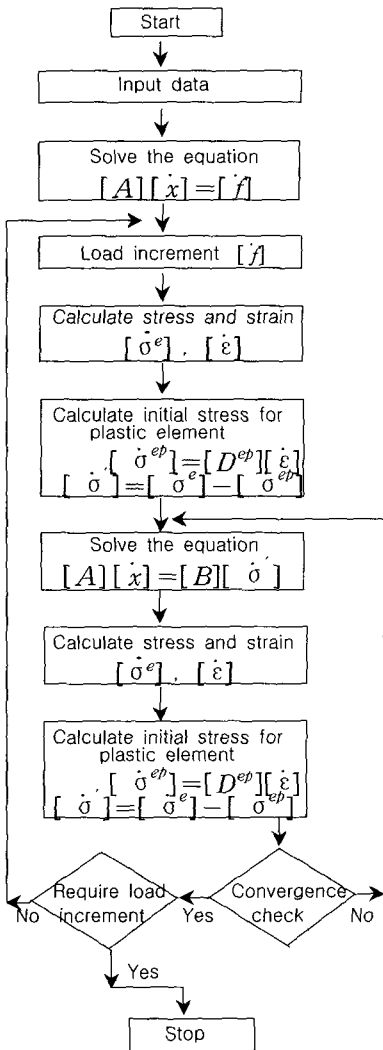 Start
Input data
Solve the equation
[A][ẋ]=[ḟ]
Load increment [ḟ]
Calculate stress and strain
[σ̇ᵉ] , [ε̇]
Calculate initial stress for
plastic element
[σ̇ᵉᵖ]=[Dᵉᵖ][ε̇]
[σ̇′]=[σ̇ᵉ]−[σ̇ᵉᵖ]
Solve the equation
[A][ẋ]=[B][σ̇′]
Calculate stress and strain
[σ̇ᵉ] , [ε̇]
Calculate initial stress for
plastic element
[σ̇ᵉᵖ]=[Dᵉᵖ][ε̇]
[σ̇′]=[σ̇ᵉ]−[σ̇ᵉᵖ]
Require load
increment
No
Yes
Convergence
check
No
Yes
Stop